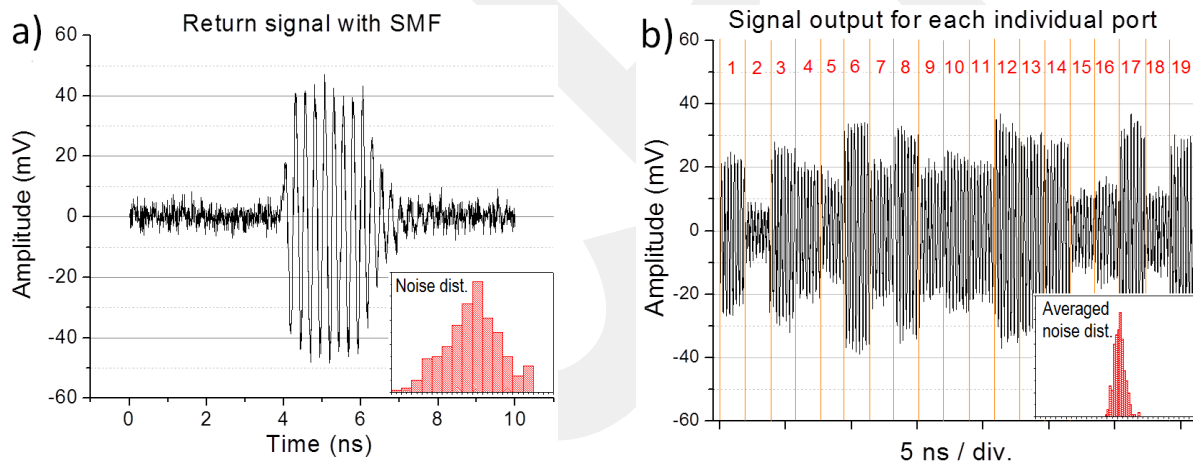 a)
Return signal with SMF
60
40
20
0
-20
-40
-60
Amplitude (mV)
0 2 4 6 8 10
Time (ns)
Noise dist.
b)
Signal output for each individual port
60
40
20
0
-20
-40
-60
Amplitude (mV)
1 2 3 4 5 6 7 8 9 10 11 12 13 14 15 16 17 18 19
Averaged
noise dist.
5 ns / div.